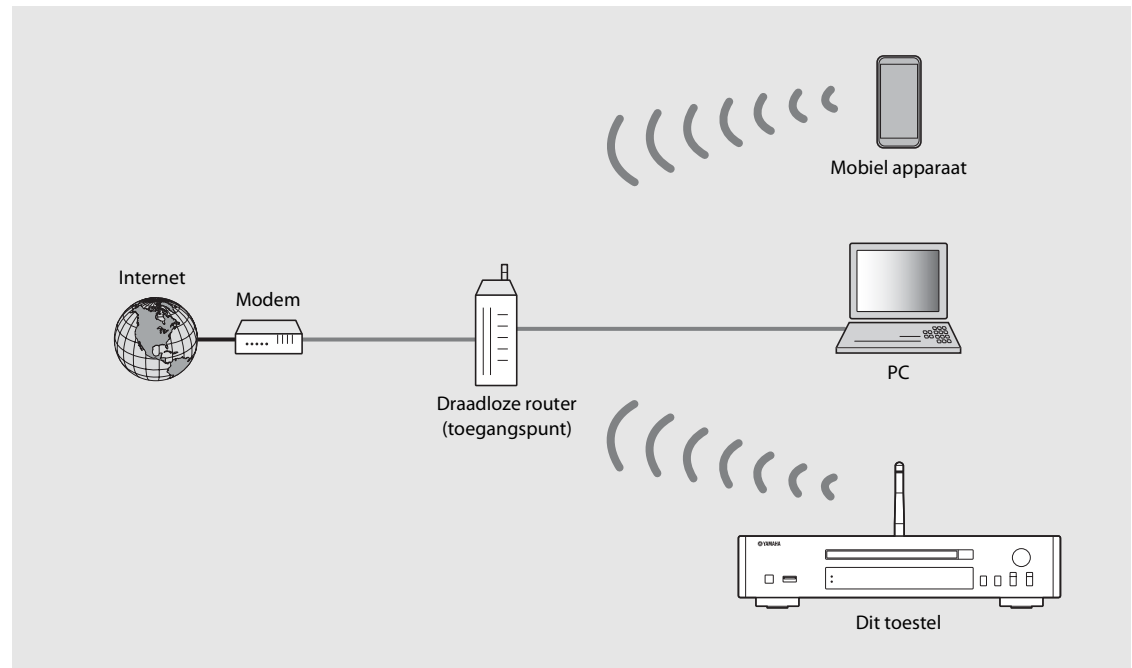 Mobiel apparaat
Internet
Modem
PC
Draadloze router
(toegangspunt)
YAMAHA
Dit toestel